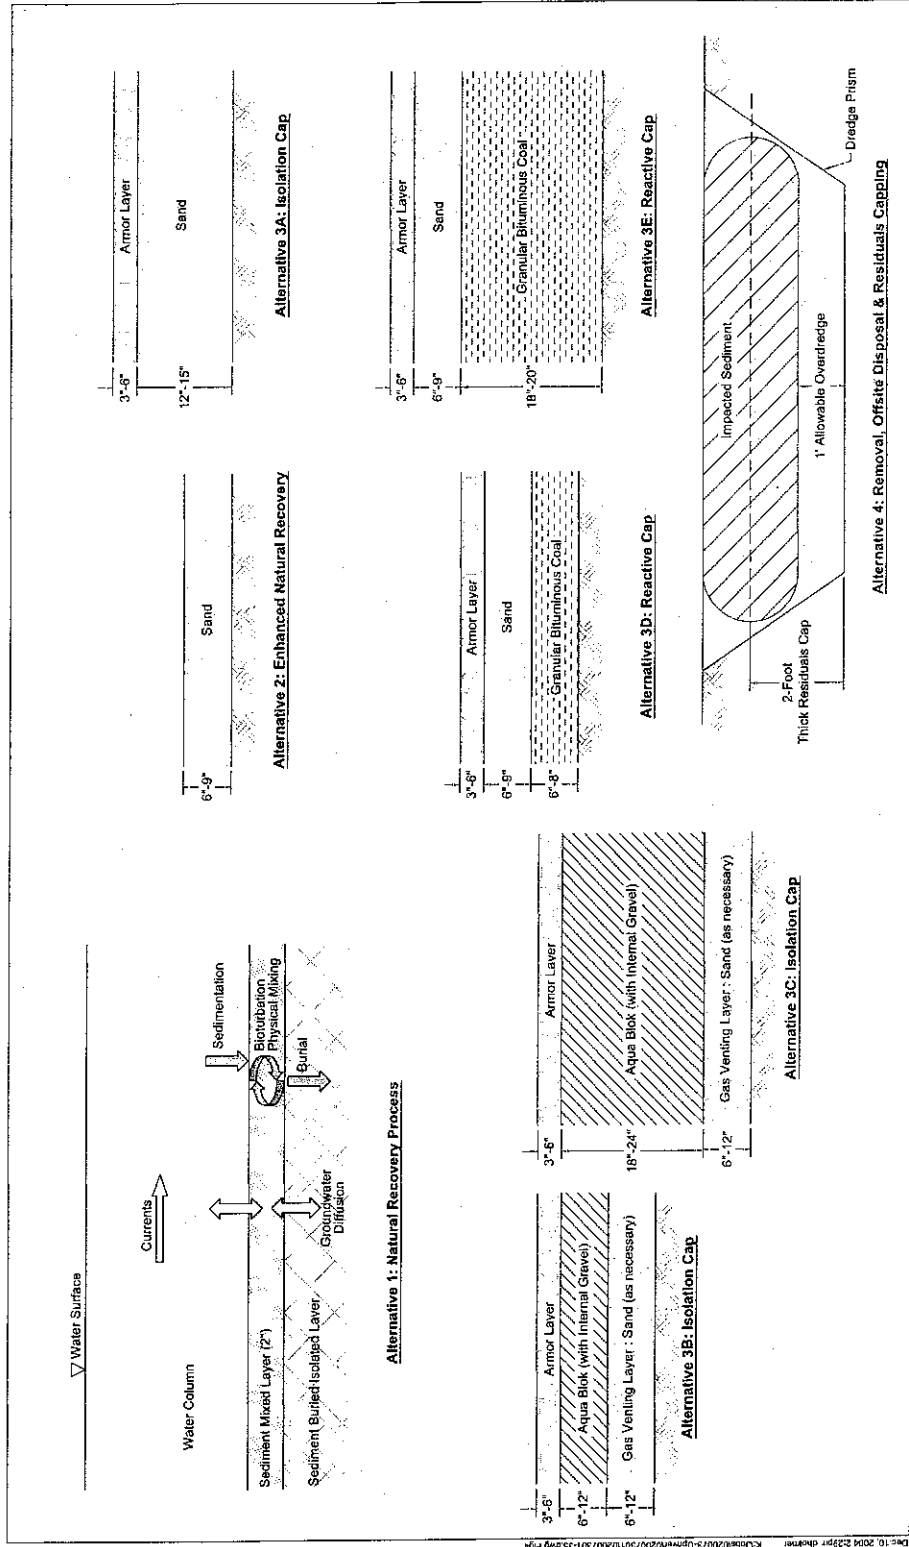 Water Surface
Water Column
Currents
Sedimentation
Sediment Mixed Layer (2")
Bioturbation
Physical Mixing
Sediment Buried Isolated Layer
Groundwater
Diffusion
Burial
Alternative 1: Natural Recovery Process
6"-9"
Sand
Alternative 2: Enhanced Natural Recovery
3"-6"
Armor Layer
12"-15"
Sand
Alternative 3A: Isolation Cap
3"-6"
Armor Layer
6"-12"
Aqua Blok (with Internal Gravel)
6"-12"
Gas Venting Layer : Sand (as necessary)
Alternative 3B: Isolation Cap
3"-6"
Armor Layer
18"-24"
Aqua Blok (with Internal Gravel)
6"-12"
Gas Venting Layer : Sand (as necessary)
Alternative 3C: Isolation Cap
3"-6"
Armor Layer
6"-9"
Sand
6"-8"
Granular Bituminous Coal
Alternative 3D: Reactive Cap
3"-6"
Armor Layer
6"-9"
Sand
18"-20"
Granular Bituminous Coal
Alternative 3E: Reactive Cap
Impacted Sediment
1' Allowable Overdredge
2-Foot
Thick Residuals Cap
Dredge Prism
Alternative 4: Removal, Offsite Disposal & Residuals Capping
Dec 10, 2004 2:29pm dholmer